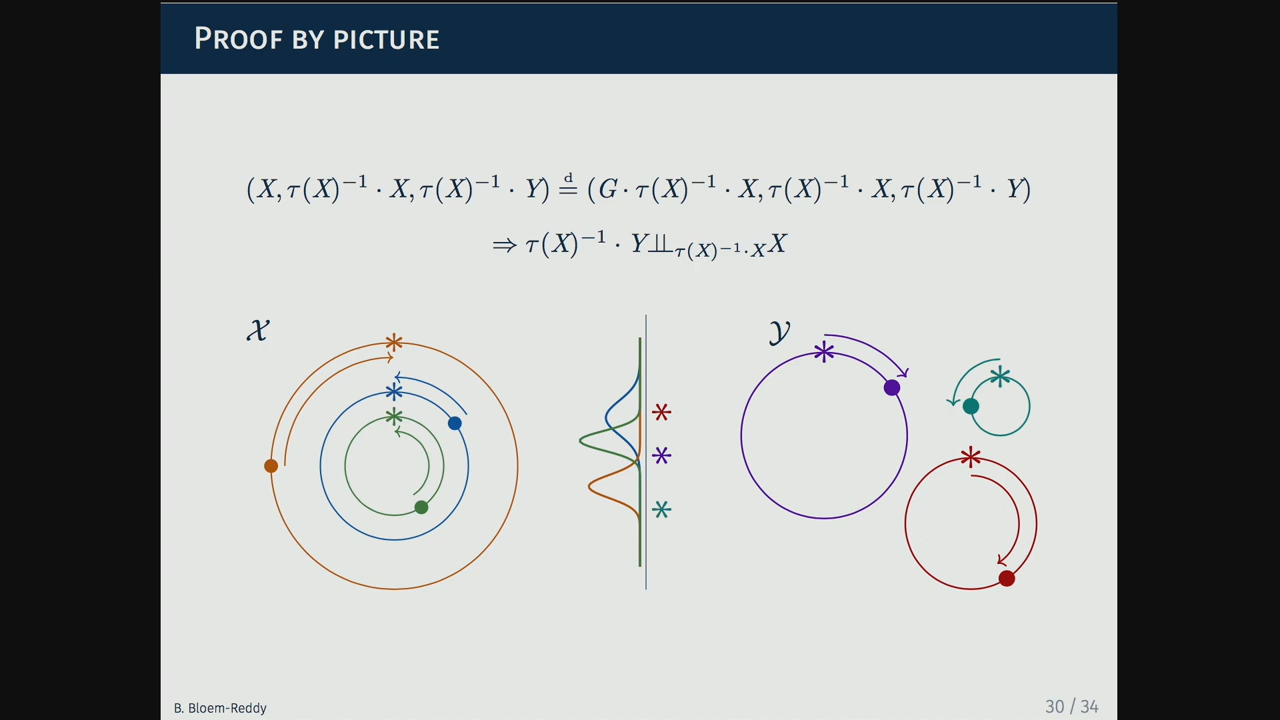 PROOF BY PICTURE
(X, τ(X)⁻¹ · X, τ(X)⁻¹ · Y) d= (G · τ(X)⁻¹ · X, τ(X)⁻¹ · X, τ(X)⁻¹ · Y)
⇒ τ(X)⁻¹ · Y ⫫_{τ(X)⁻¹·X} X
𝒳
𝒴
B. Bloem-Reddy
30 / 34